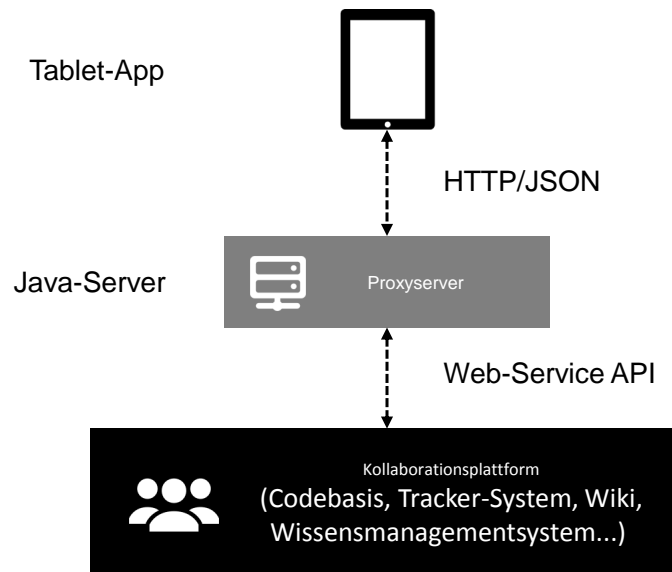 Tablet-App
HTTP/JSON
Java-Server
Proxyserver
Web-Service API
Kollaborationsplattform
(Codebasis, Tracker-System, Wiki,
Wissensmanagementsystem...)